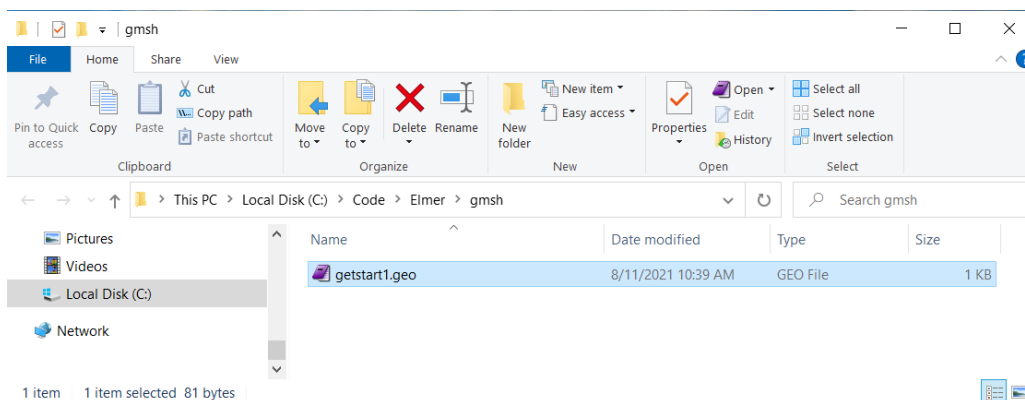 gmsh
File Home Share View
Pin to Quick access
Copy
Paste
Cut
Copy path
Paste shortcut
Clipboard
Move to
Copy to
Delete
Rename
Organize
New folder
New item
Easy access
New
Properties
Open
Edit
History
Open
Select all
Select none
Invert selection
Select
This PC > Local Disk (C:) > Code > Elmer > gmsh
Search gmsh
Pictures
Videos
Local Disk (C:)
Network
Name Date modified Type Size
getstart1.geo 8/11/2021 10:39 AM GEO File 1 KB
1 item 1 item selected 81 bytes